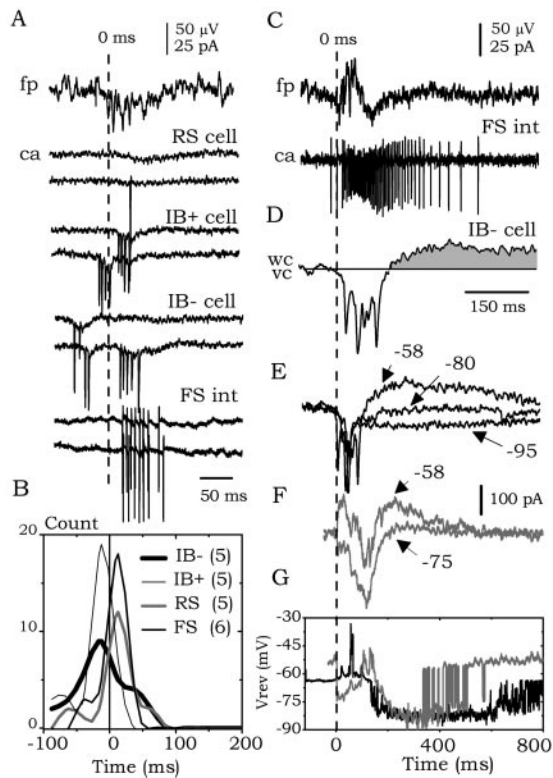 A
0 ms
50 µV
25 pA
fp
RS cell
ca
IB+ cell
IB- cell
FS int
50 ms
B
Count
20
10
0
IB- (5)
IB+ (5)
RS (5)
FS (6)
-100
0
100
200
Time (ms)
C
0 ms
50 µV
25 pA
fp
FS int
ca
D
IB- cell
wc
vc
150 ms
E
-58
-80
-95
F
-58
100 pA
-75
G
Vrev (mV)
-30
-45
-60
-75
-90
0
400
800
Time (ms)